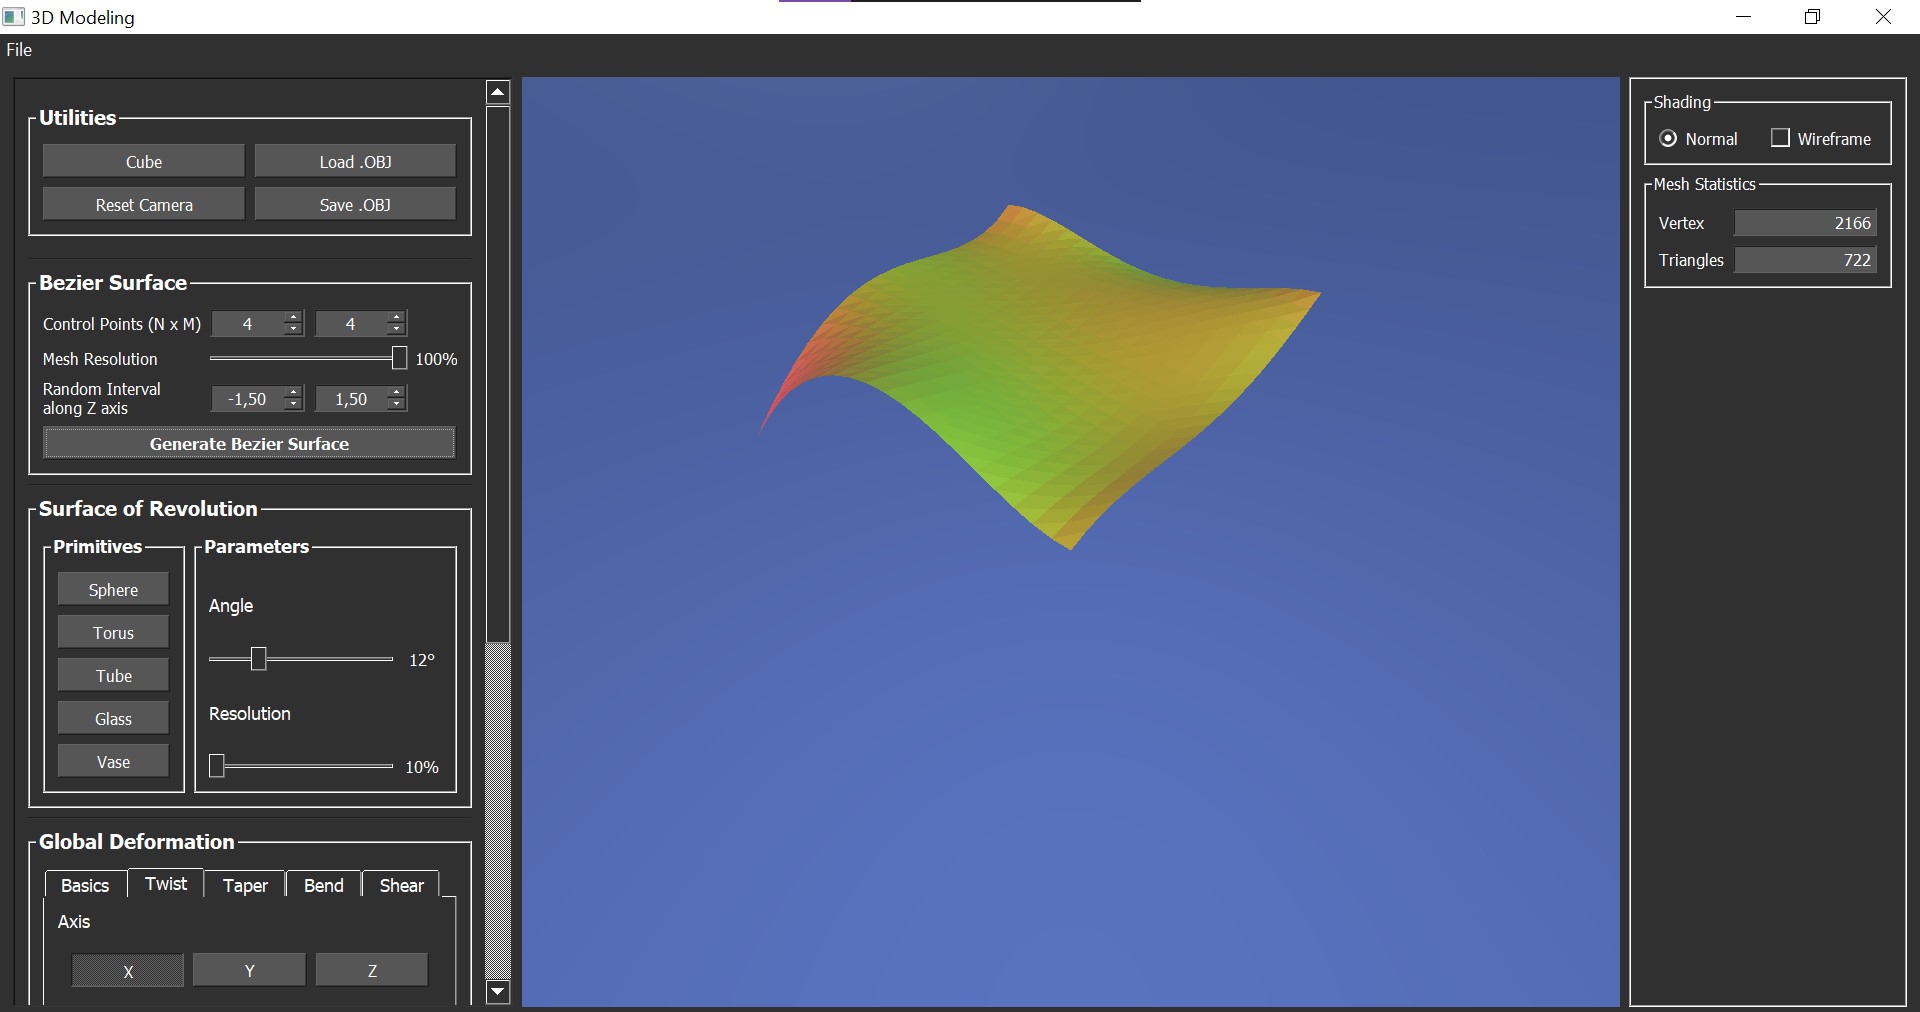 3D Modeling
File
Utilities
Cube Load .OBJ
Reset Camera Save .OBJ
Bezier Surface
Control Points (N x M) 4 4
Mesh Resolution 100%
Random Interval
along Z axis -1,50 1,50
Generate Bezier Surface
Surface of Revolution
Primitives
Sphere
Torus
Tube
Glass
Vase
Parameters
Angle
12°
Resolution
10%
Global Deformation
Basics Twist Taper Bend Shear
Axis
X Y Z
Shading
Normal Wireframe
Mesh Statistics
Vertex 2166
Triangles 722